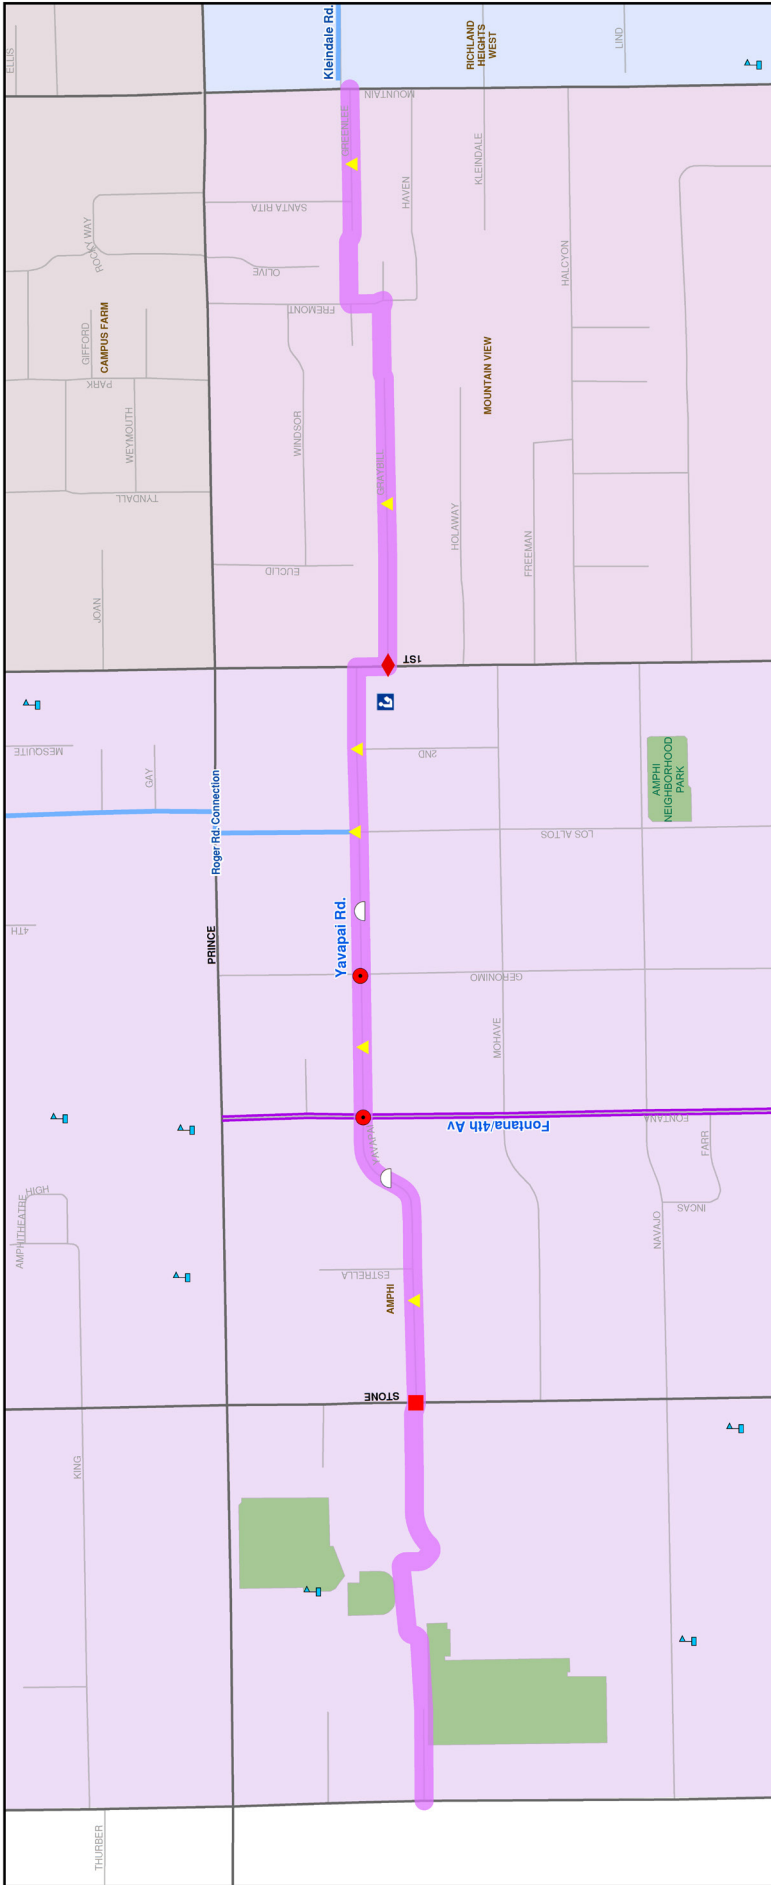 ELLIS
Kleindale Rd.
RICHLAND
HEIGHTS
WEST
LIND
MOUNTAIN
GREENLEE
KLEINDALE
SANTA RITA
HAVEN
ROCKY WAY
ROCKY
OLIVE
HALCYON
FREMONT
GIFFORD
CAMPUS FARM
PARK
MOUNTAIN VIEW
WEYMOUTH
WINDSOR
GRAYBILL
TYNDALL
HOLAWAY
FREEMAN
EUCLID
JOAN
1ST
MESQUITE
GAY
2ND
AMPHI
NEIGHBORHOOD
PARK
Roger Rd. Connection
LOS ALTOS
4TH
PRINCE
Yavapai Rd.
GERONIMO
MOHAVE
Fontana/4th Av
FONTANA
YAVAPAI
FARR
HIGH
AMPHITHEATRE
INCAS
NAVAJO
ESTRELLA
AMPHI
STONE
KING
THURBER